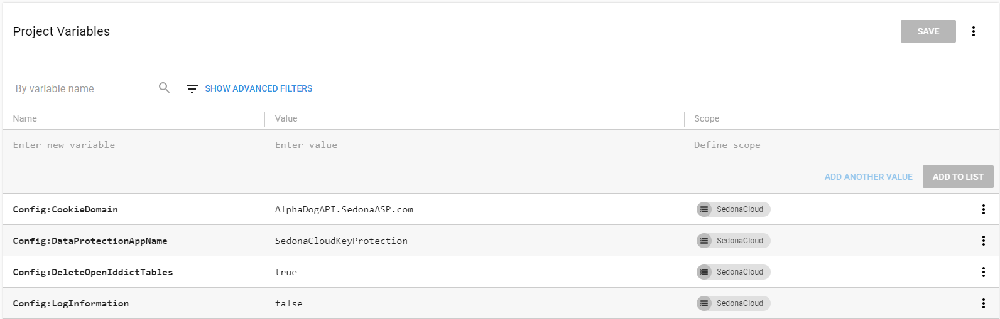 Project Variables
SAVE
By variable name
SHOW ADVANCED FILTERS
Name Value Scope
Enter new variable Enter value Define scope
ADD ANOTHER VALUE ADD TO LIST
Config:CookieDomain AlphaDogAPI.SedonaASP.com SedonaCloud
Config:DataProtectionAppName SedonaCloudKeyProtection SedonaCloud
Config:DeleteOpenIddictTables true SedonaCloud
Config:LogInformation false SedonaCloud